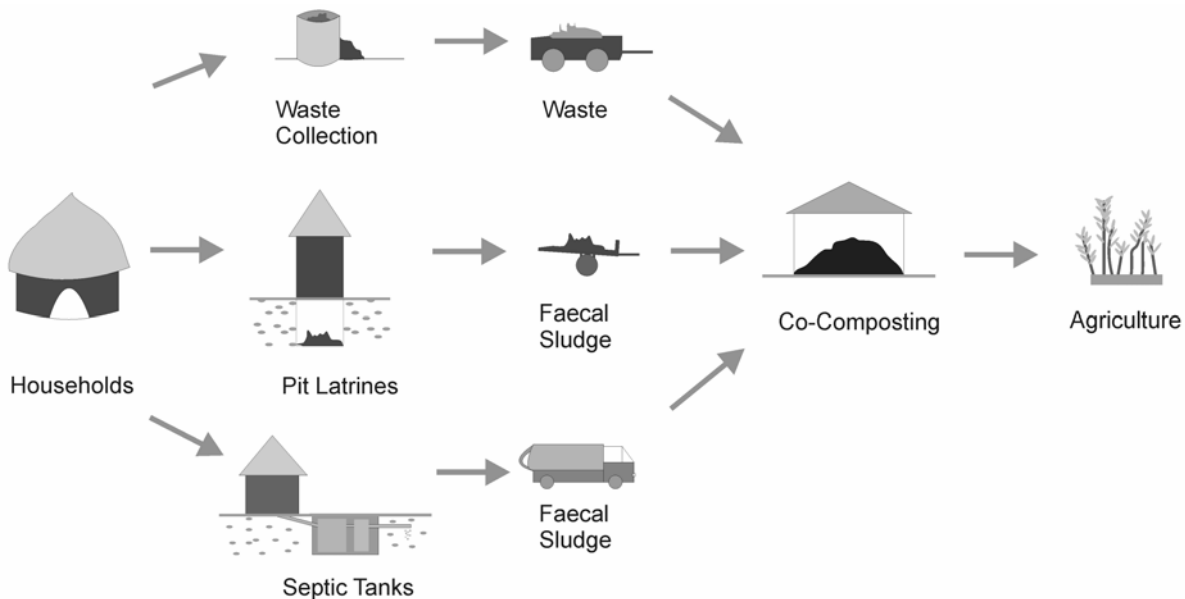 Waste
Collection
Waste
Households
Pit Latrines
Faecal
Sludge
Co-Composting
Agriculture
Septic Tanks
Faecal
Sludge